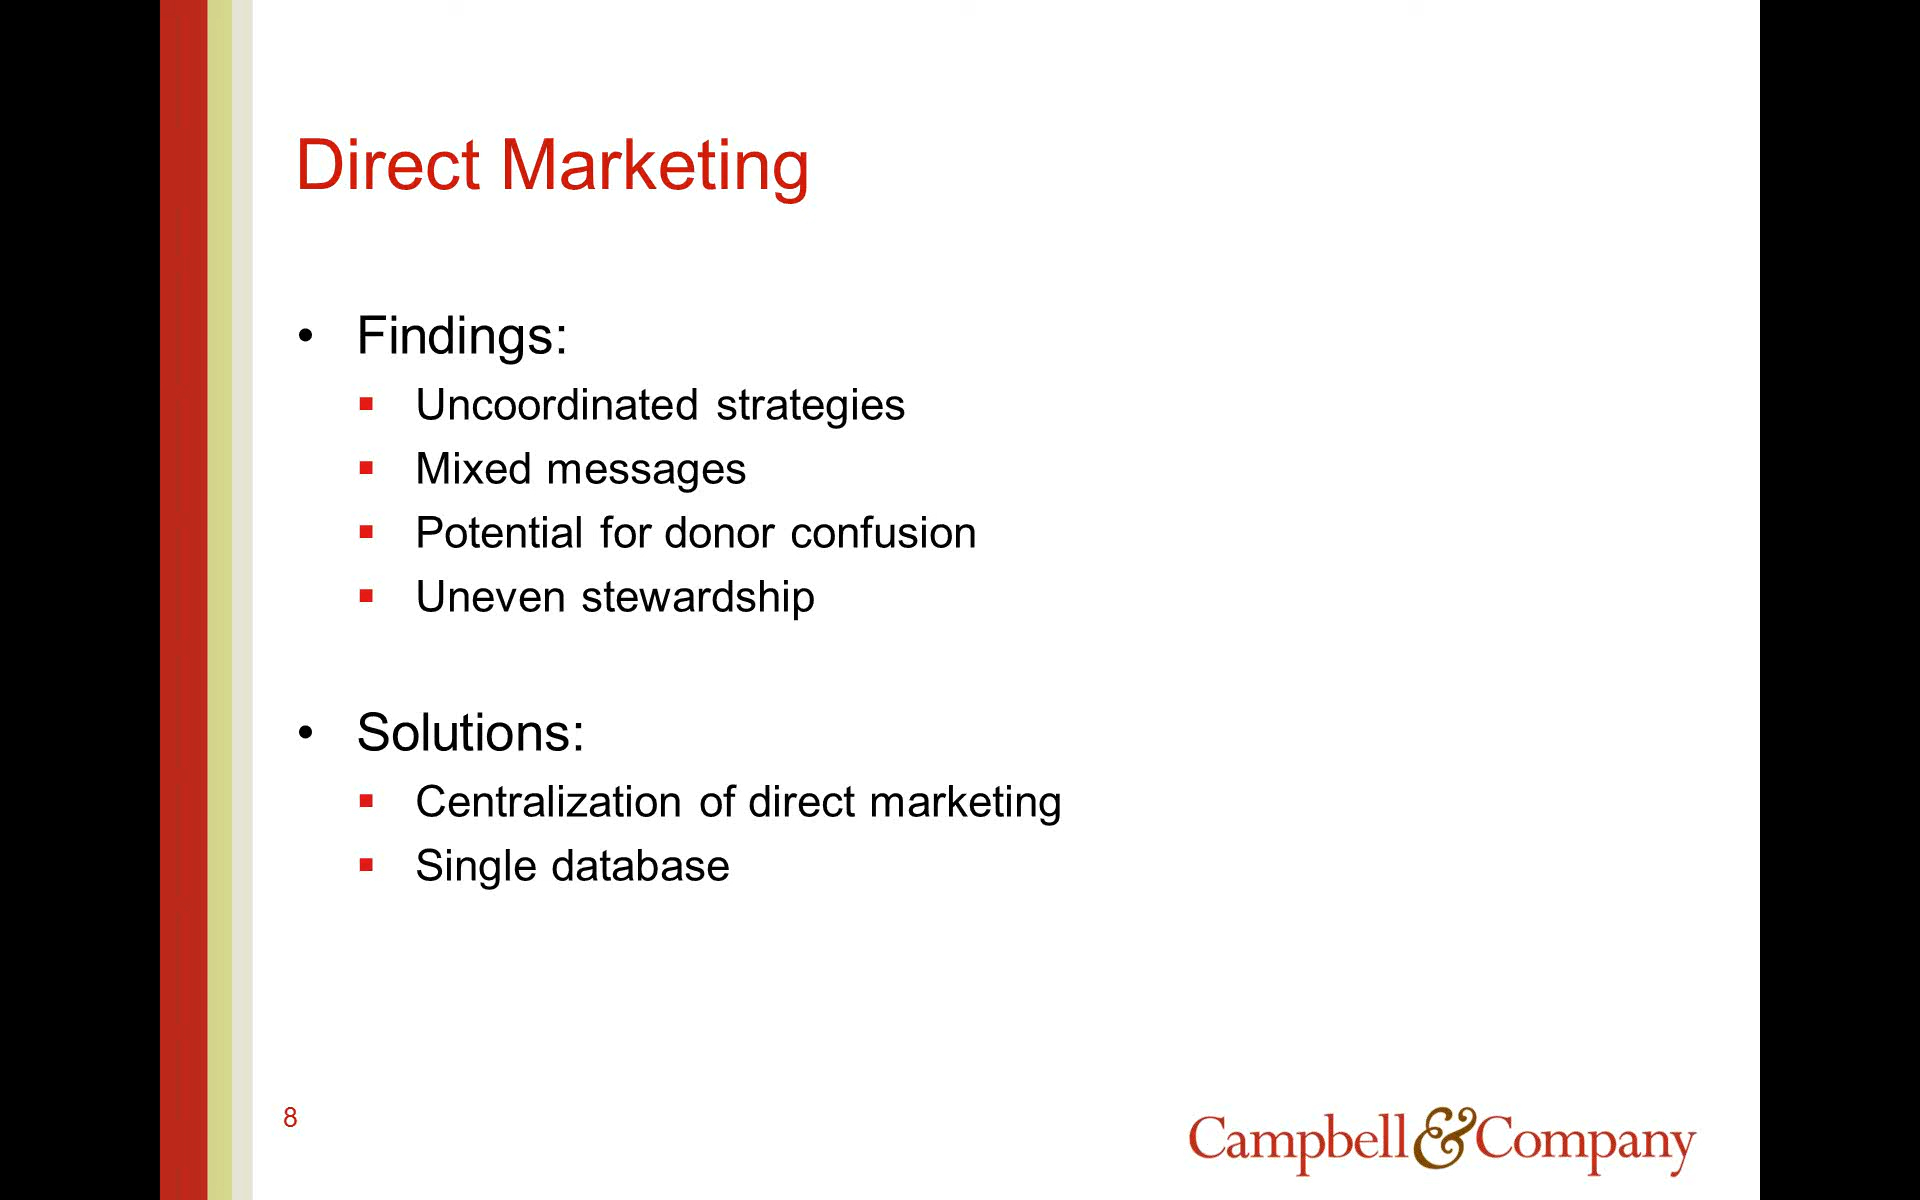 Direct Marketing
• Findings:
▪ Uncoordinated strategies
▪ Mixed messages
▪ Potential for donor confusion
▪ Uneven stewardship
• Solutions:
▪ Centralization of direct marketing
▪ Single database
8
Campbell&Company